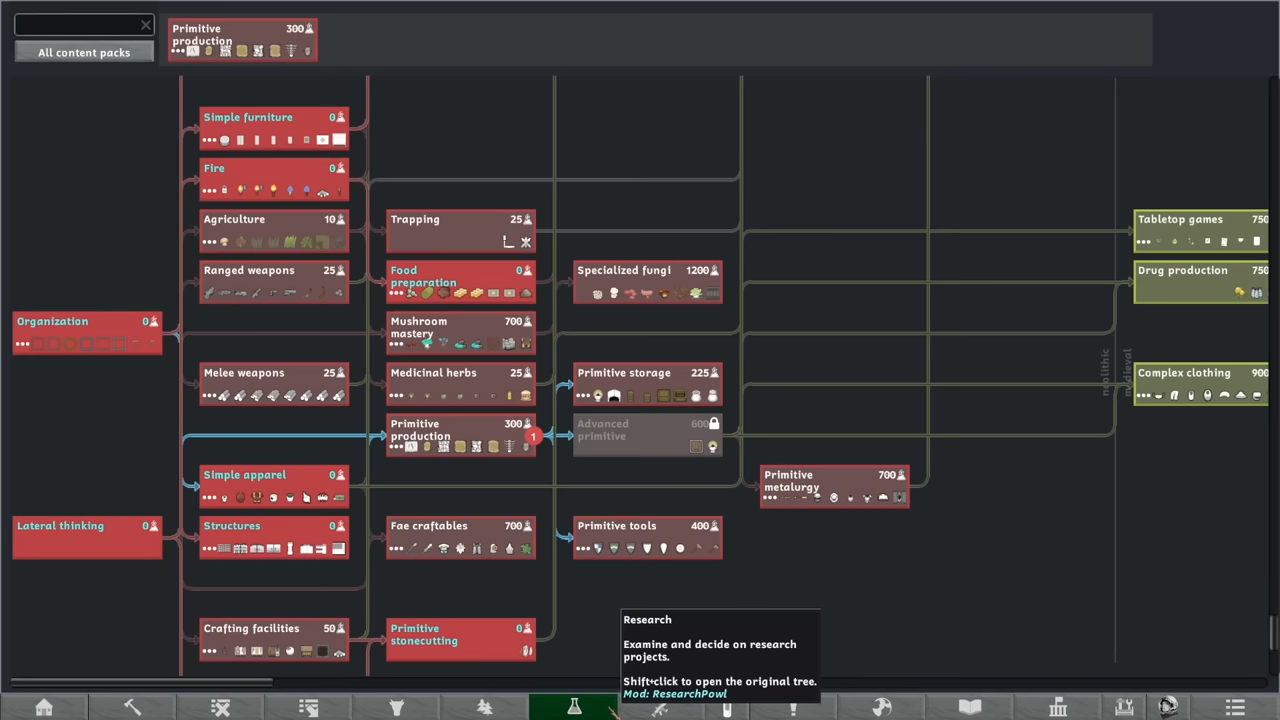 Primitive production 300
All content packs
Simple furniture 0
Fire 0
Agriculture 10
Trapping 25
Tabletop games 750
Ranged weapons 25
Food preparation 0
Specialized fungi 1200
Drug production 750
Organization 0
Mushroom mastery 700
neolithic
medieval
Melee weapons 25
Medicinal herbs 25
Primitive storage 225
Complex clothing 900
Primitive production 300
1
Advanced primitive 600
Simple apparel 0
Primitive metalurgy 700
Lateral thinking 0
Structures 0
Fae craftables 700
Primitive tools 400
Crafting facilities 50
Primitive stonecutting 0
Research
Examine and decide on research
projects.
Shift-click to open the original tree.
Mod: ResearchPowl